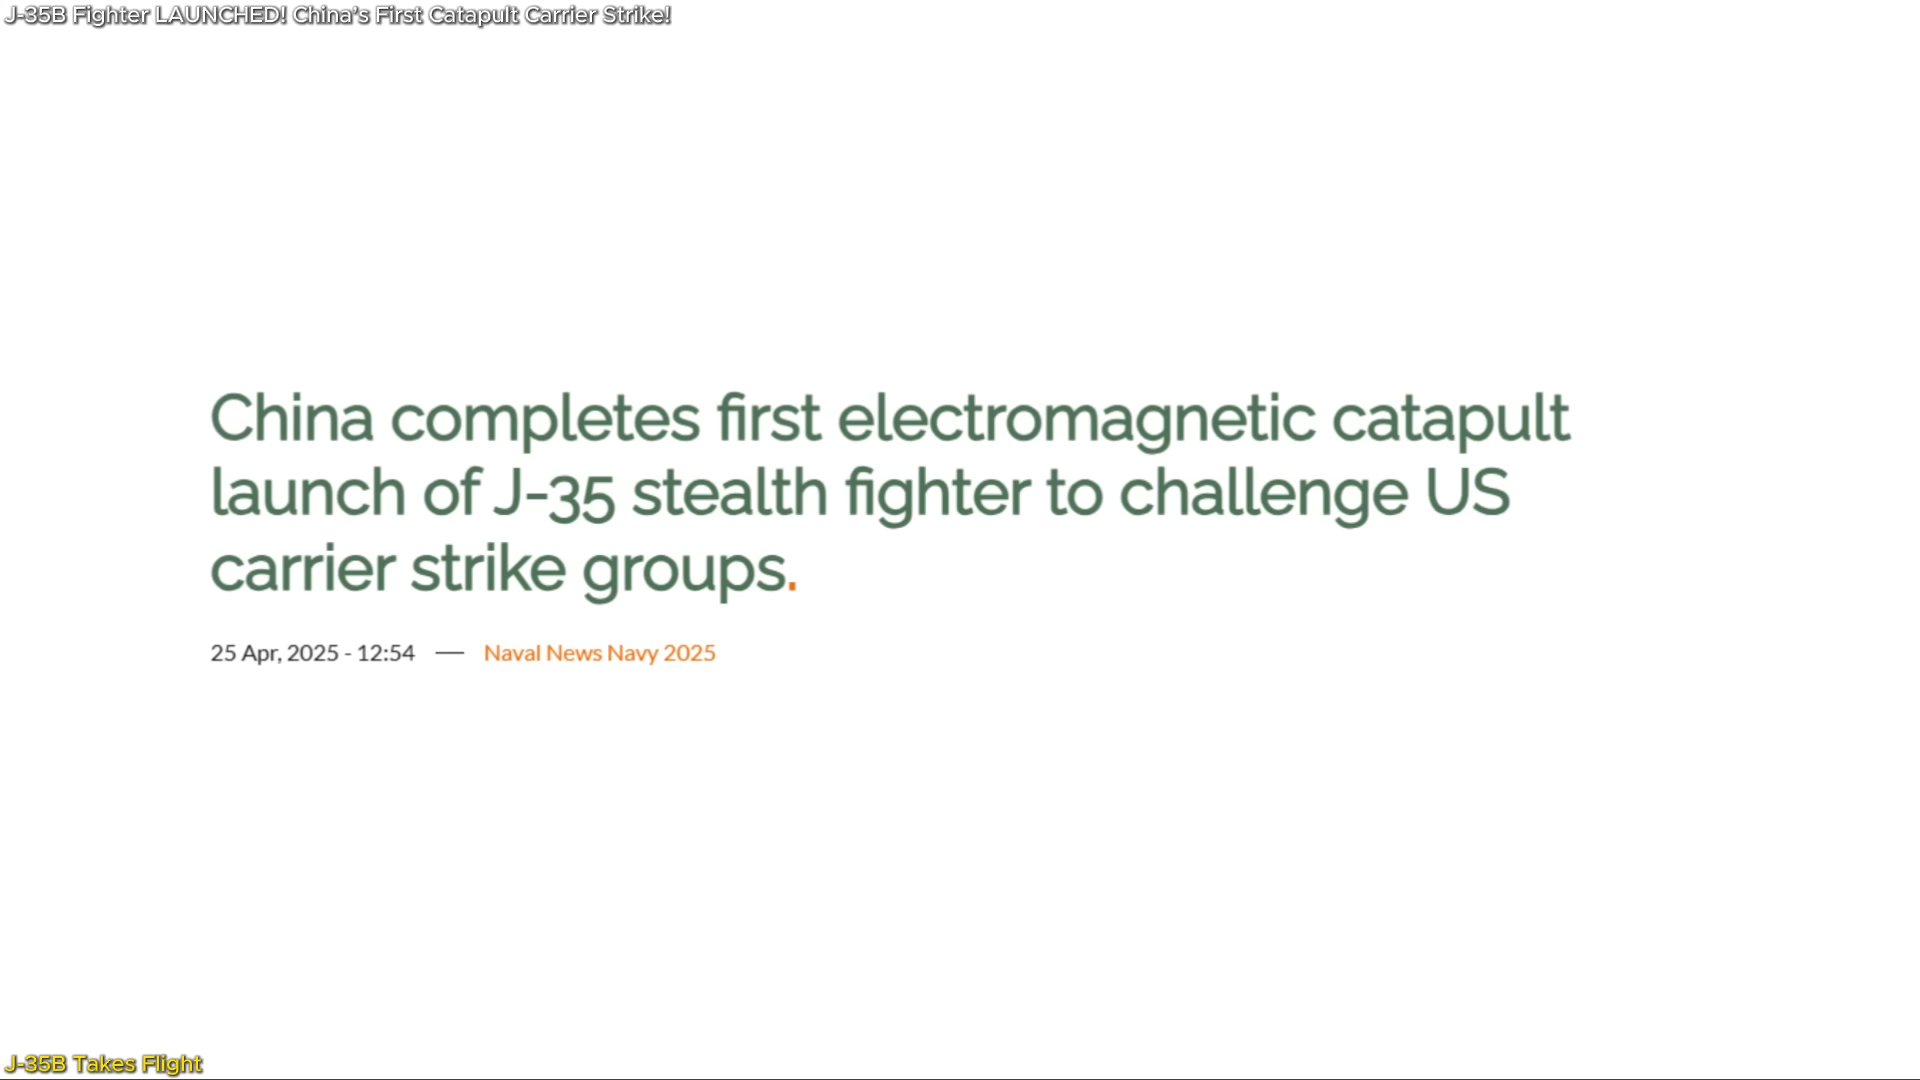 J-35B Fighter LAUNCHED! China's First Catapult Carrier Strike!
China completes first electromagnetic catapult
launch of J-35 stealth fighter to challenge US
carrier strike groups.
25 Apr, 2025 - 12:54 — Naval News Navy 2025
J-35B Takes Flight